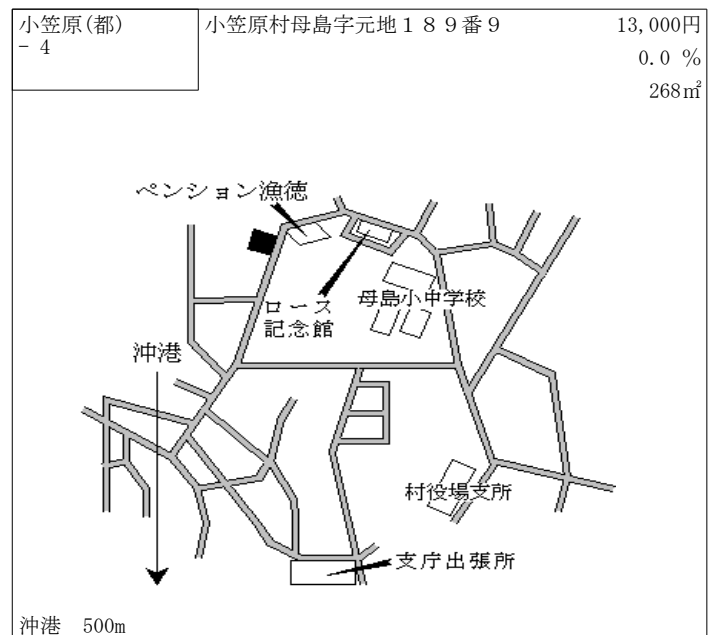 小笠原(都) 小笠原村母島字元地１８９番９ 13,000円
- 4
0.0 %
268㎡
ペンション漁徳
ロース
記念館
母島小中学校
沖港
村役場支所
支庁出張所
沖港 500m